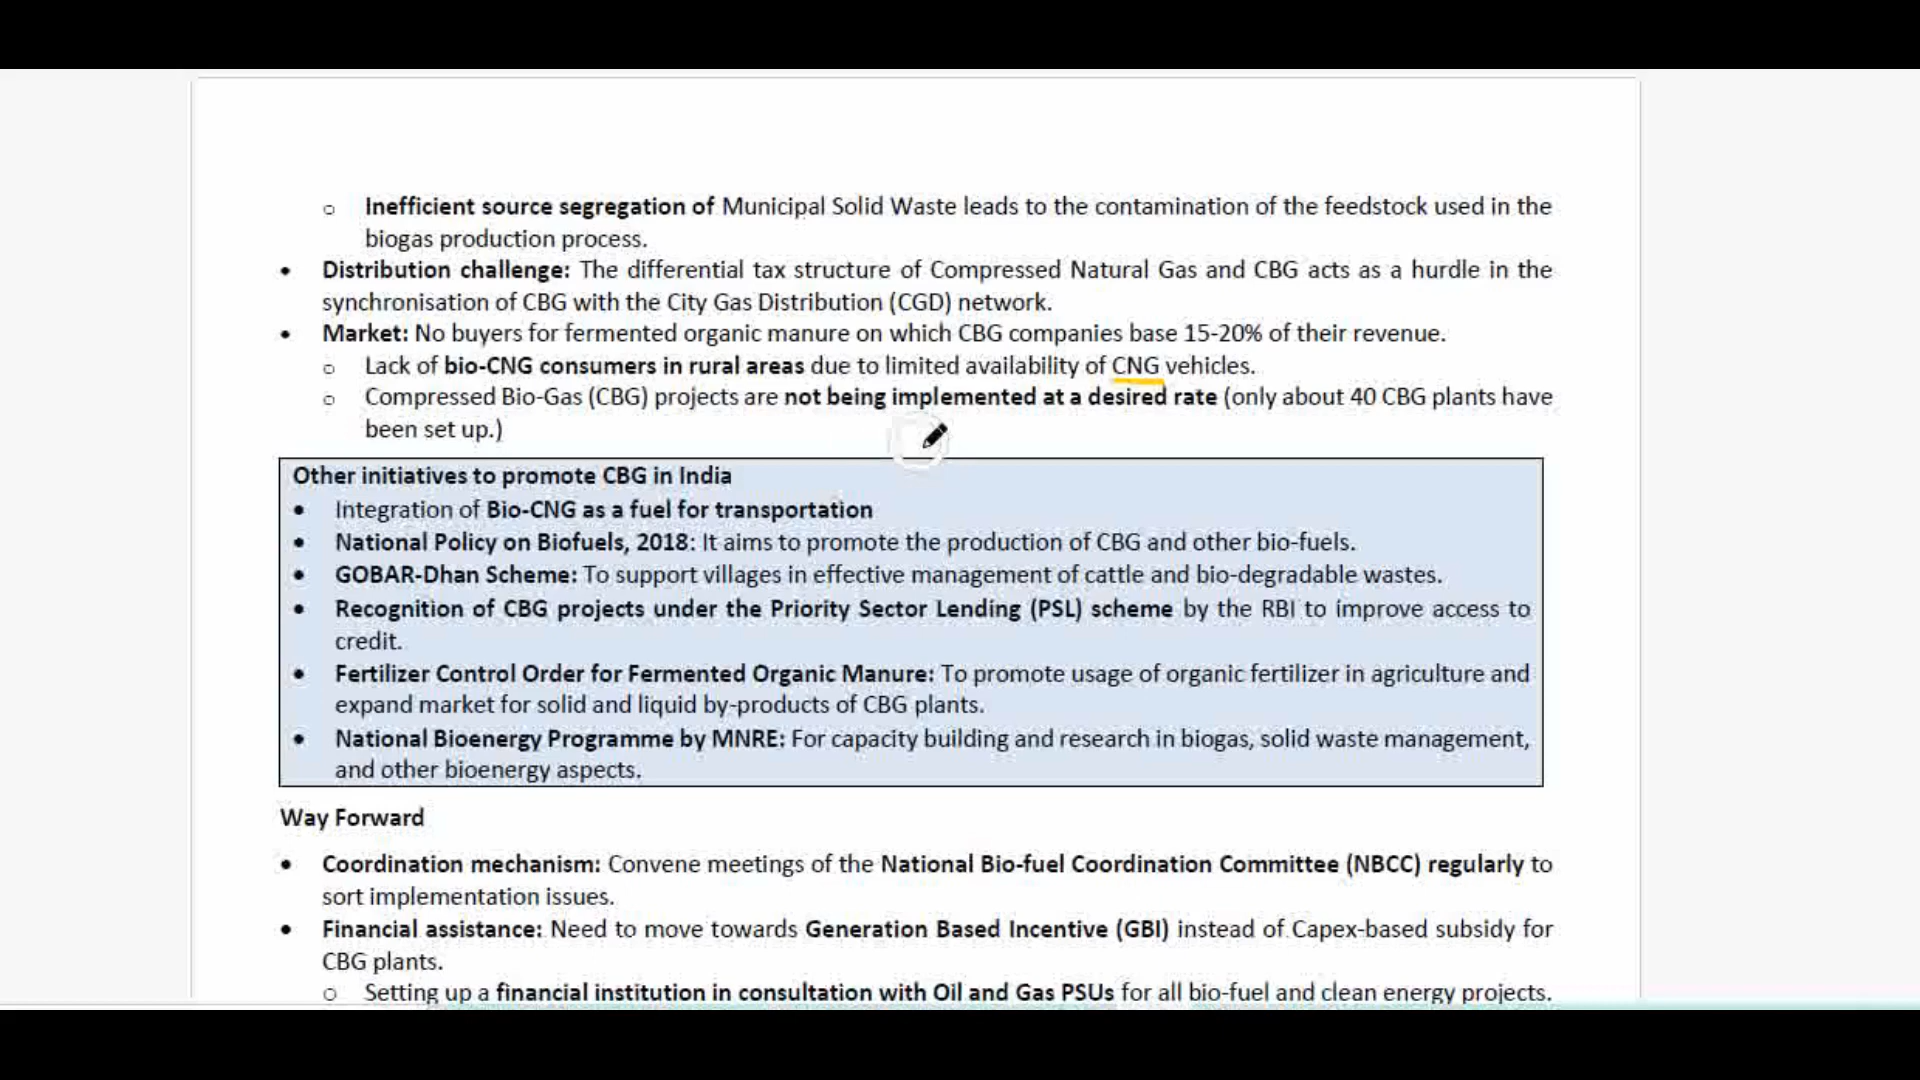 ○ Inefficient source segregation of Municipal Solid Waste leads to the contamination of the feedstock used in the
biogas production process.
• Distribution challenge: The differential tax structure of Compressed Natural Gas and CBG acts as a hurdle in the
synchronisation of CBG with the City Gas Distribution (CGD) network.
• Market: No buyers for fermented organic manure on which CBG companies base 15-20% of their revenue.
○ Lack of bio-CNG consumers in rural areas due to limited availability of CNG vehicles.
○ Compressed Bio-Gas (CBG) projects are not being implemented at a desired rate (only about 40 CBG plants have
been set up.)
Other initiatives to promote CBG in India
• Integration of Bio-CNG as a fuel for transportation
• National Policy on Biofuels, 2018: It aims to promote the production of CBG and other bio-fuels.
• GOBAR-Dhan Scheme: To support villages in effective management of cattle and bio-degradable wastes.
• Recognition of CBG projects under the Priority Sector Lending (PSL) scheme by the RBI to improve access to
credit.
• Fertilizer Control Order for Fermented Organic Manure: To promote usage of organic fertilizer in agriculture and
expand market for solid and liquid by-products of CBG plants.
• National Bioenergy Programme by MNRE: For capacity building and research in biogas, solid waste management,
and other bioenergy aspects.
Way Forward
• Coordination mechanism: Convene meetings of the National Bio-fuel Coordination Committee (NBCC) regularly to
sort implementation issues.
• Financial assistance: Need to move towards Generation Based Incentive (GBI) instead of Capex-based subsidy for
CBG plants.
○ Setting up a financial institution in consultation with Oil and Gas PSUs for all bio-fuel and clean energy projects.